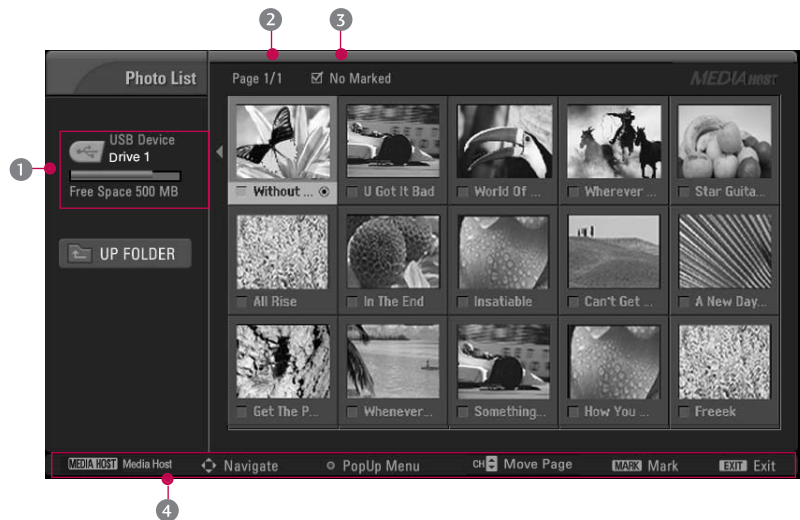 2 3
Photo List Page 1/1 No Marked MEDIA HOST
1
USB Device
Drive 1
Free Space 500 MB
UP FOLDER
Without ... U Got It Bad World Of ... Wherever ... Star Guita...
All Rise In The End Insatiable Can't Get ... A New Day...
Get The P... Whenever... Something... How You ... Freeek
MEDIA HOST Media Host Navigate PopUp Menu CH Move Page MARK Mark EXIT Exit
4